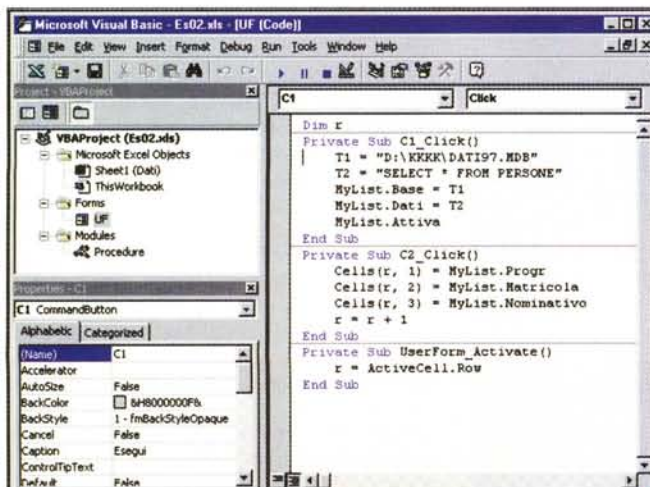 Microsoft Visual Basic - Es02.xls - [UF (Code)]
File Edit View Insert Format Debug Run Tools Window Help
Project - VBAProject
VBAProject (Es02.xls)
Microsoft Excel Objects
Sheet1 (Dati)
ThisWorkbook
Forms
UF
Modules
Procedure
Properties - C1
C1 CommandButton
Alphabetic Categorized
(Name) C1
Accelerator
AutoSize False
BackColor &H8000000F&
BackStyle 1 - fmBackStyleOpaque
Cancel False
Caption Esegui
ControlTipText
Default False
C1 Click
Dim r
Private Sub C1_Click()
T1 = "D:\KKKK\DATI97.MDB"
T2 = "SELECT * FROM PERSONE"
MyList.Base = T1
MyList.Dati = T2
MyList.Attiva
End Sub
Private Sub C2_Click()
Cells(r, 1) = MyList.Progr
Cells(r, 2) = MyList.Matricola
Cells(r, 3) = MyList.Nominativo
r = r + 1
End Sub
Private Sub UserForm_Activate()
r = ActiveCell.Row
End Sub